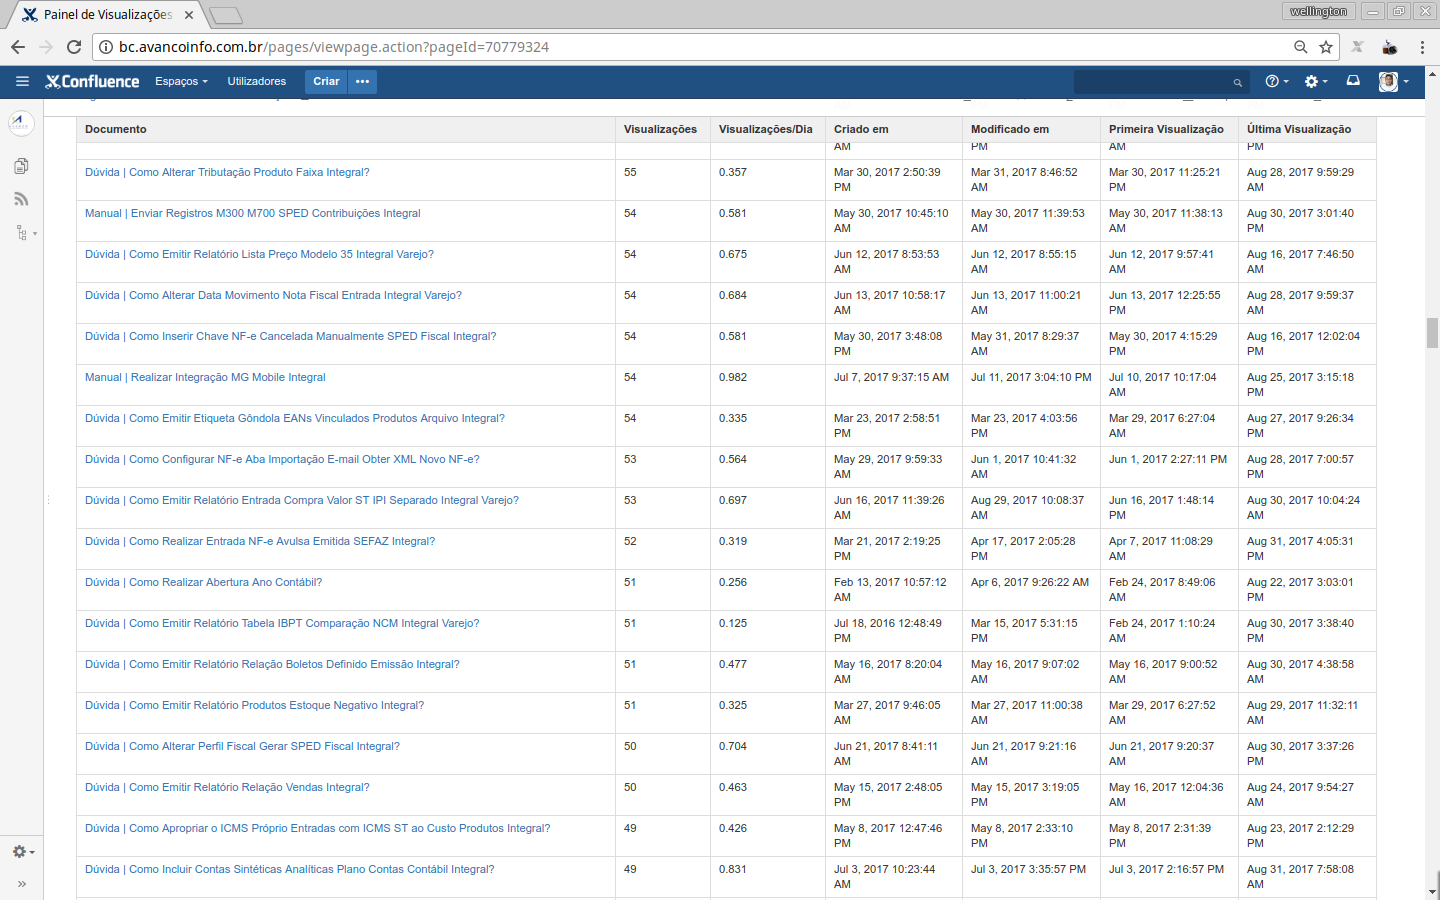 Painel de Visualizações
wellington
bc.avancoinfo.com.br/pages/viewpage.action?pageId=70779324
Confluence Espaços Utilizadores Criar •••
Documento Visualizações Visualizações/Dia Criado em Modificado em Primeira Visualização Última Visualização
AM PM AM PM
Dúvida | Como Alterar Tributação Produto Faixa Integral? 55 0.357 Mar 30, 2017 2:50:39 Mar 31, 2017 8:46:52 Mar 30, 2017 11:25:21 Aug 28, 2017 9:59:29
PM AM PM AM
Manual | Enviar Registros M300 M700 SPED Contribuições Integral 54 0.581 May 30, 2017 10:45:10 May 30, 2017 11:39:53 May 30, 2017 11:38:13 Aug 30, 2017 3:01:40
AM AM AM PM
Dúvida | Como Emitir Relatório Lista Preço Modelo 35 Integral Varejo? 54 0.675 Jun 12, 2017 8:53:53 Jun 12, 2017 8:55:15 Jun 12, 2017 9:57:41 Aug 16, 2017 7:46:50
AM AM AM AM
Dúvida | Como Alterar Data Movimento Nota Fiscal Entrada Integral Varejo? 54 0.684 Jun 13, 2017 10:58:17 Jun 13, 2017 11:00:21 Jun 13, 2017 12:25:55 Aug 28, 2017 9:59:37
AM AM PM AM
Dúvida | Como Inserir Chave NF-e Cancelada Manualmente SPED Fiscal Integral? 54 0.581 May 30, 2017 3:48:08 May 31, 2017 8:29:37 May 30, 2017 4:15:29 Aug 16, 2017 12:02:04
PM AM PM PM
Manual | Realizar Integração MG Mobile Integral 54 0.982 Jul 7, 2017 9:37:15 AM Jul 11, 2017 3:04:10 PM Jul 10, 2017 10:17:04 Aug 25, 2017 3:15:18
AM PM
Dúvida | Como Emitir Etiqueta Gôndola EANs Vinculados Produtos Arquivo Integral? 54 0.335 Mar 23, 2017 2:58:51 Mar 23, 2017 4:03:56 Mar 29, 2017 6:27:04 Aug 27, 2017 9:26:34
PM PM AM PM
Dúvida | Como Configurar NF-e Aba Importação E-mail Obter XML Novo NF-e? 53 0.564 May 29, 2017 9:59:33 Jun 1, 2017 10:41:32 Jun 1, 2017 2:27:11 PM Aug 28, 2017 7:00:57
AM AM PM
Dúvida | Como Emitir Relatório Entrada Compra Valor ST IPI Separado Integral Varejo? 53 0.697 Jun 16, 2017 11:39:26 Aug 29, 2017 10:08:37 Jun 16, 2017 1:48:14 Aug 30, 2017 10:04:24
AM AM PM AM
Dúvida | Como Realizar Entrada NF-e Avulsa Emitida SEFAZ Integral? 52 0.319 Mar 21, 2017 2:19:25 Apr 17, 2017 2:05:28 Apr 7, 2017 11:08:29 Aug 31, 2017 4:05:31
PM PM AM PM
Dúvida | Como Realizar Abertura Ano Contábil? 51 0.256 Feb 13, 2017 10:57:12 Apr 6, 2017 9:26:22 AM Feb 24, 2017 8:49:06 Aug 22, 2017 3:03:01
AM AM PM
Dúvida | Como Emitir Relatório Tabela IBPT Comparação NCM Integral Varejo? 51 0.125 Jul 18, 2016 12:48:49 Mar 15, 2017 5:31:15 Feb 24, 2017 1:10:24 Aug 30, 2017 3:38:40
PM PM AM PM
Dúvida | Como Emitir Relatório Relação Boletos Definido Emissão Integral? 51 0.477 May 16, 2017 8:20:04 May 16, 2017 9:07:02 May 16, 2017 9:00:52 Aug 30, 2017 4:38:58
AM AM AM AM
Dúvida | Como Emitir Relatório Produtos Estoque Negativo Integral? 51 0.325 Mar 27, 2017 9:46:05 Mar 27, 2017 11:00:38 Mar 29, 2017 6:27:52 Aug 29, 2017 11:32:11
AM AM AM AM
Dúvida | Como Alterar Perfil Fiscal Gerar SPED Fiscal Integral? 50 0.704 Jun 21, 2017 8:41:11 Jun 21, 2017 9:21:16 Jun 21, 2017 9:20:37 Aug 30, 2017 3:37:26
AM AM AM PM
Dúvida | Como Emitir Relatório Relação Vendas Integral? 50 0.463 May 15, 2017 2:48:05 May 15, 2017 3:19:05 May 16, 2017 12:04:36 Aug 24, 2017 9:54:27
PM PM AM AM
Dúvida | Como Apropriar o ICMS Próprio Entradas com ICMS ST ao Custo Produtos Integral? 49 0.426 May 8, 2017 12:47:46 May 8, 2017 2:33:10 May 8, 2017 2:31:39 Aug 23, 2017 2:12:29
PM PM PM PM
Dúvida | Como Incluir Contas Sintéticas Analíticas Plano Contas Contábil Integral? 49 0.831 Jul 3, 2017 10:23:44 Jul 3, 2017 3:35:57 PM Jul 3, 2017 2:16:57 PM Aug 31, 2017 7:58:08
AM AM